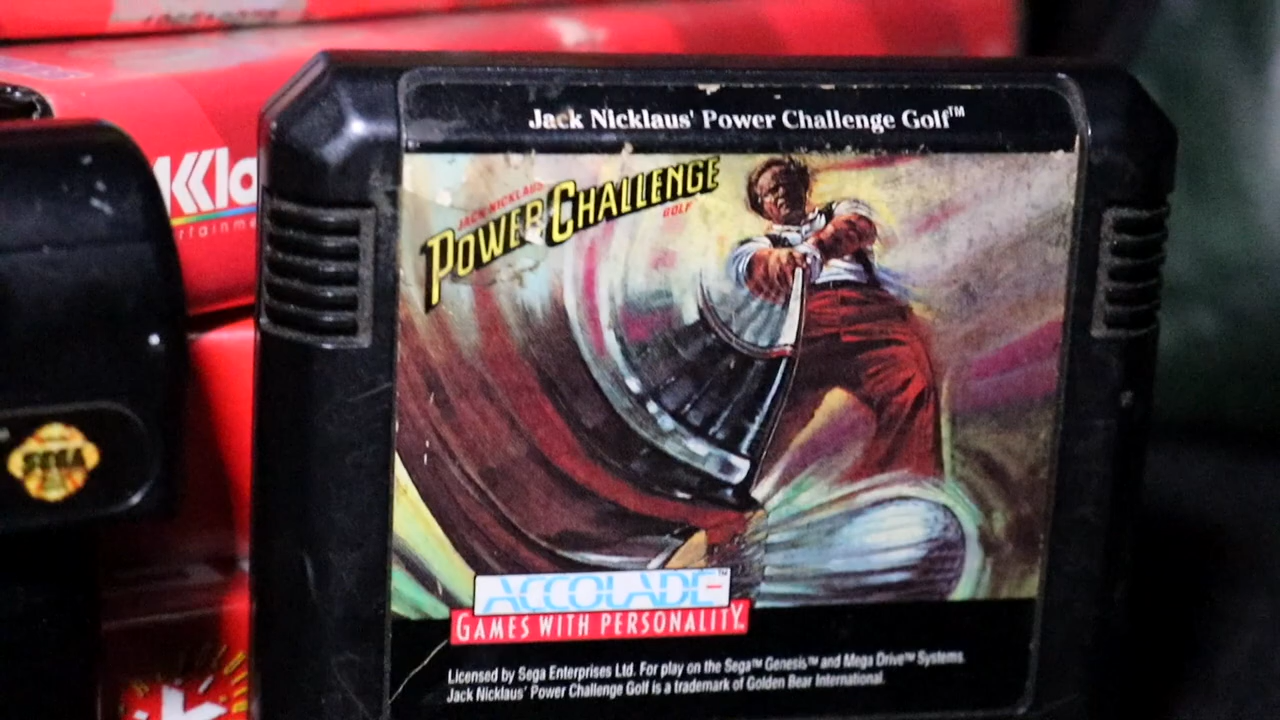 Jack Nicklaus' Power Challenge Golf™
JACK NICKLAUS
POWER CHALLENGE
GOLF
ACCOLADE™
GAMES WITH PERSONALITY™
Licensed by Sega Enterprises Ltd. For play on the Sega™ Genesis™ and Mega Drive™ Systems.
Jack Nicklaus' Power Challenge Golf is a trademark of Golden Bear International.
SEGA